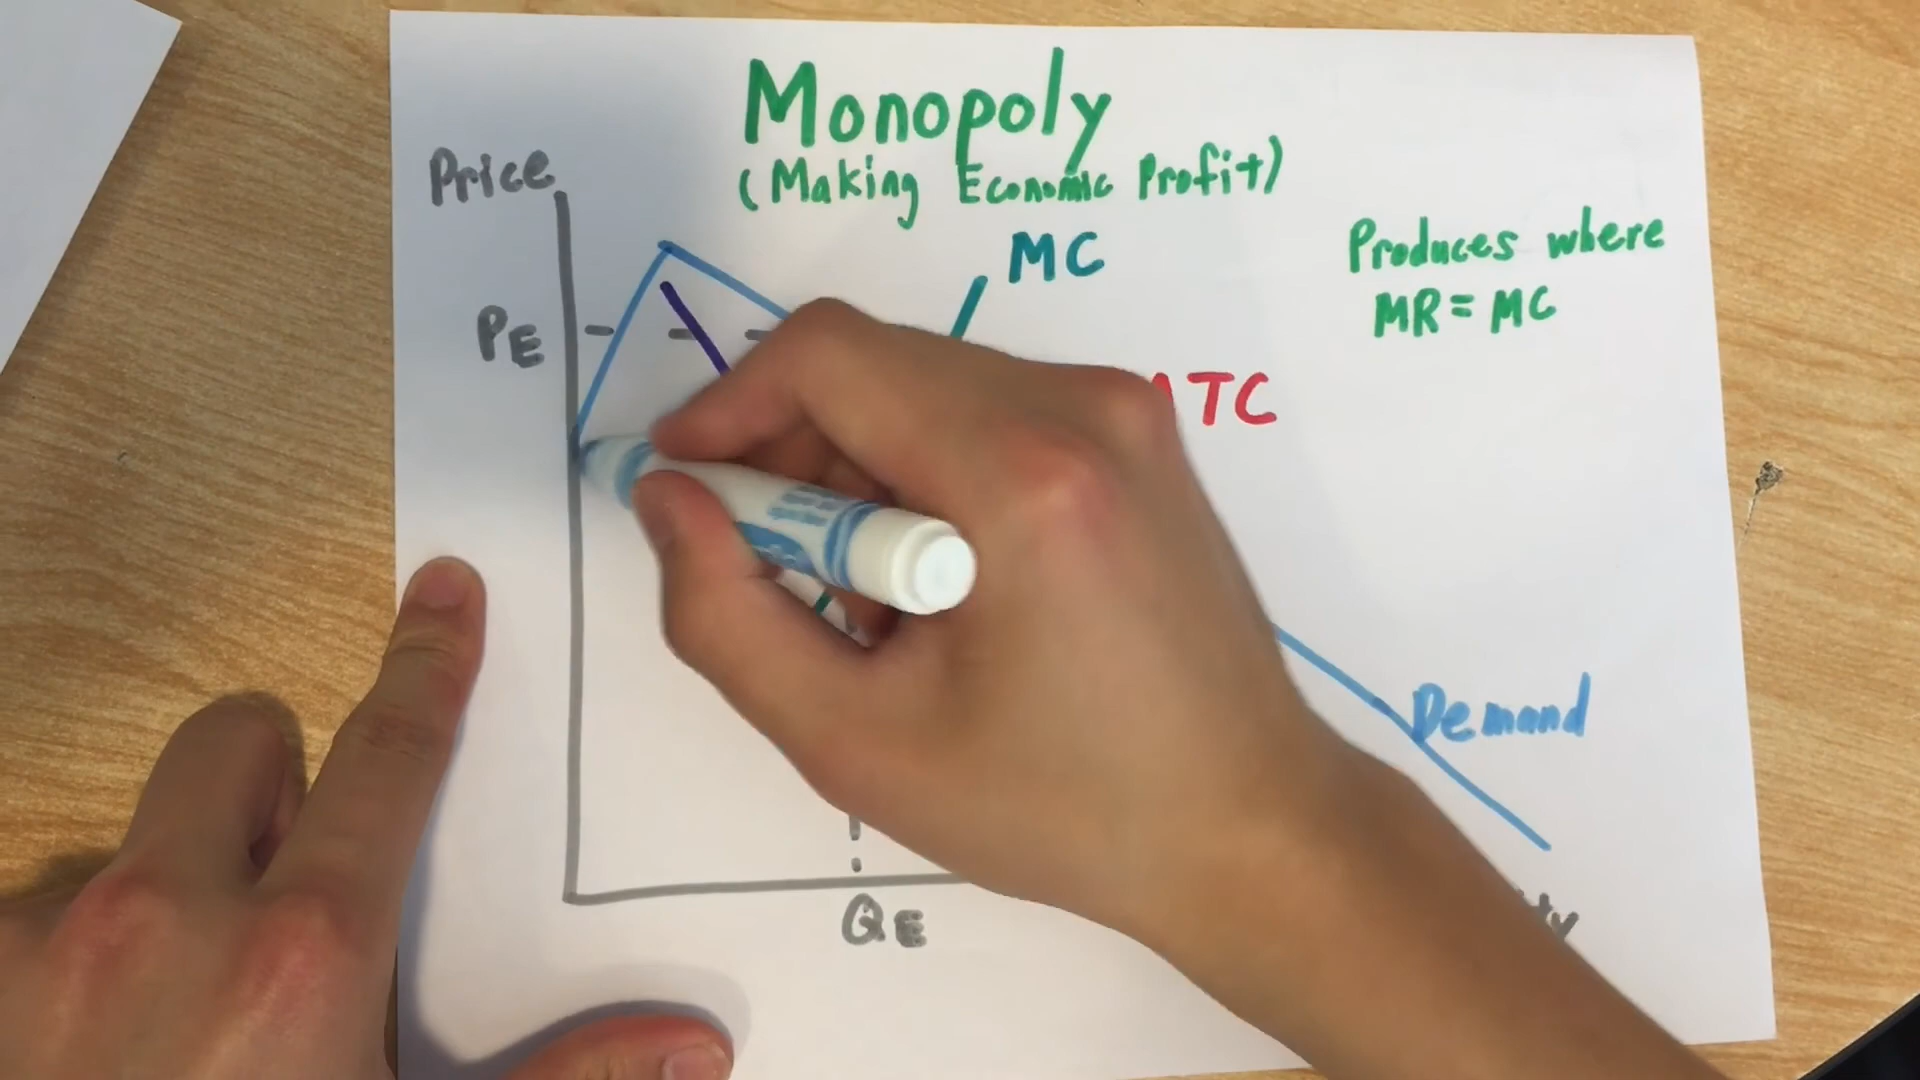 Monopoly
(Making Economic Profit)
Price
MC
Produces where
MR = MC
PE
ATC
Demand
QE